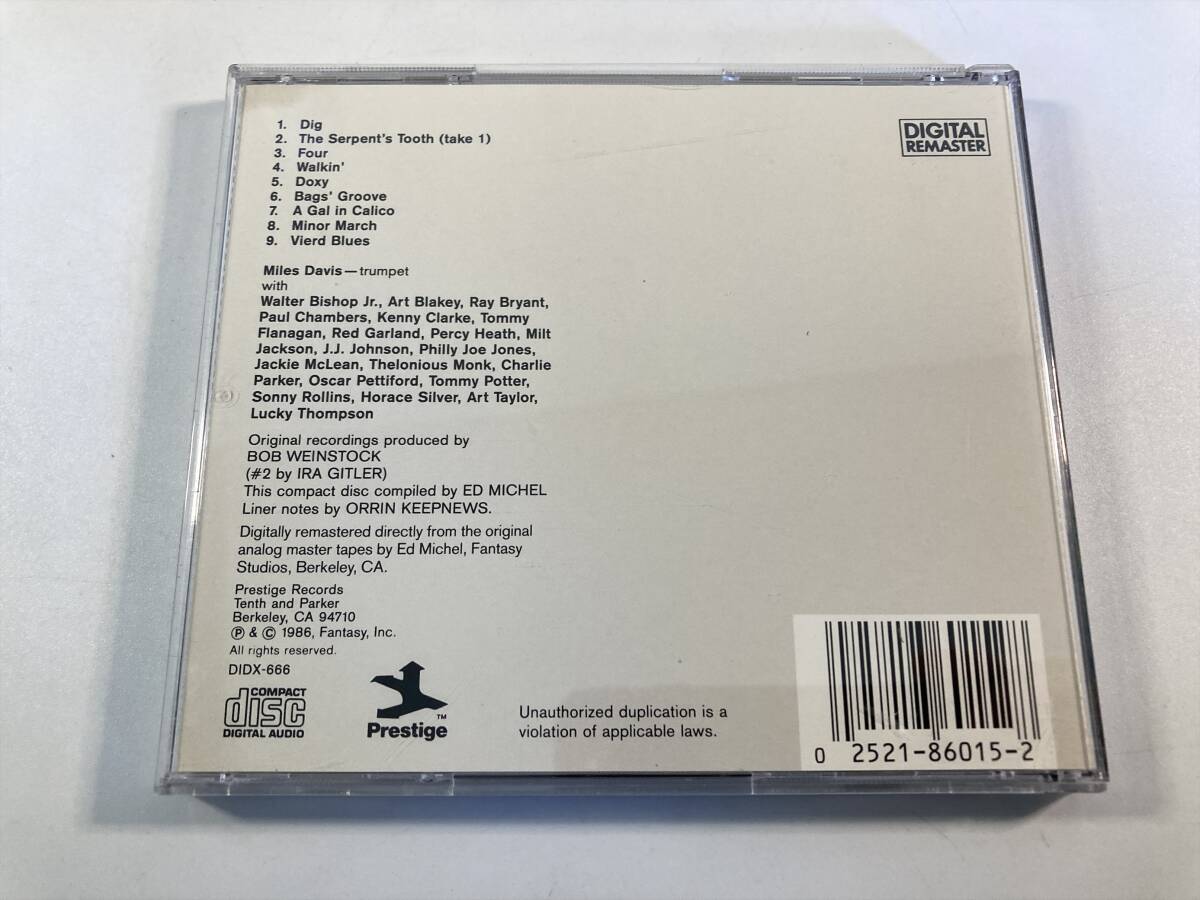 1. Dig
2. The Serpent's Tooth (take 1)
3. Four
4. Walkin'
5. Doxy
6. Bags' Groove
7. A Gal in Calico
8. Minor March
9. Vierd Blues
DIGITAL
REMASTER
Miles Davis—trumpet
with
Walter Bishop Jr., Art Blakey, Ray Bryant,
Paul Chambers, Kenny Clarke, Tommy
Flanagan, Red Garland, Percy Heath, Milt
Jackson, J.J. Johnson, Philly Joe Jones,
Jackie McLean, Thelonious Monk, Charlie
Parker, Oscar Pettiford, Tommy Potter,
Sonny Rollins, Horace Silver, Art Taylor,
Lucky Thompson
Original recordings produced by
BOB WEINSTOCK
(#2 by IRA GITLER)
This compact disc compiled by ED MICHEL
Liner notes by ORRIN KEEPNEWS.
Digitally remastered directly from the original
analog master tapes by Ed Michel, Fantasy
Studios, Berkeley, CA.
Prestige Records
Tenth and Parker
Berkeley, CA 94710
℗ & © 1986, Fantasy, Inc.
All rights reserved.
DIDX-666
COMPACT
disc
DIGITAL AUDIO
™
Prestige
Unauthorized duplication is a
violation of applicable laws.
0 2521-86015-2